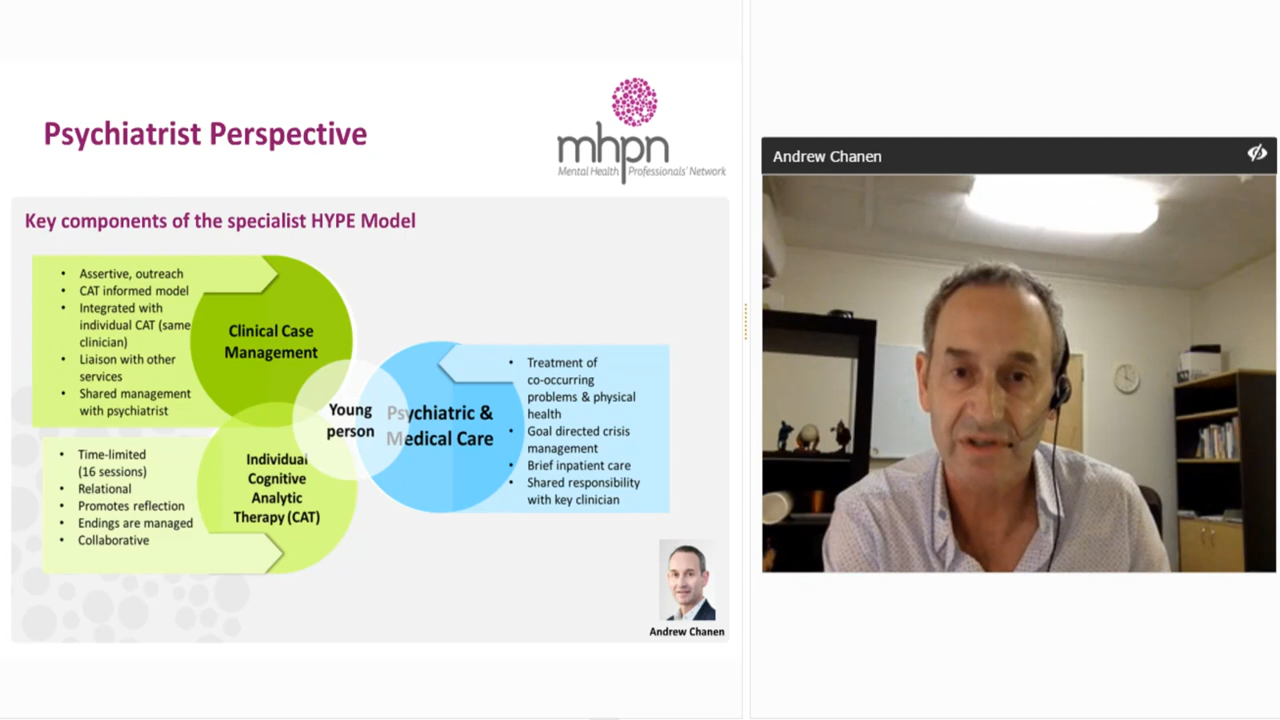 Psychiatrist Perspective
mhpn
Mental Health Professionals' Network
Key components of the specialist HYPE Model
• Assertive, outreach
• CAT informed model
• Integrated with
individual CAT (same
clinician)
• Liaison with other
services
• Shared management
with psychiatrist
Clinical Case
Management
• Time-limited
(16 sessions)
• Relational
• Promotes reflection
• Endings are managed
• Collaborative
Individual
Cognitive
Analytic
Therapy (CAT)
Young
person
Psychiatric &
Medical Care
• Treatment of
co-occurring
problems & physical
health
• Goal directed crisis
management
• Brief inpatient care
• Shared responsibility
with key clinician
Andrew Chanen
Andrew Chanen